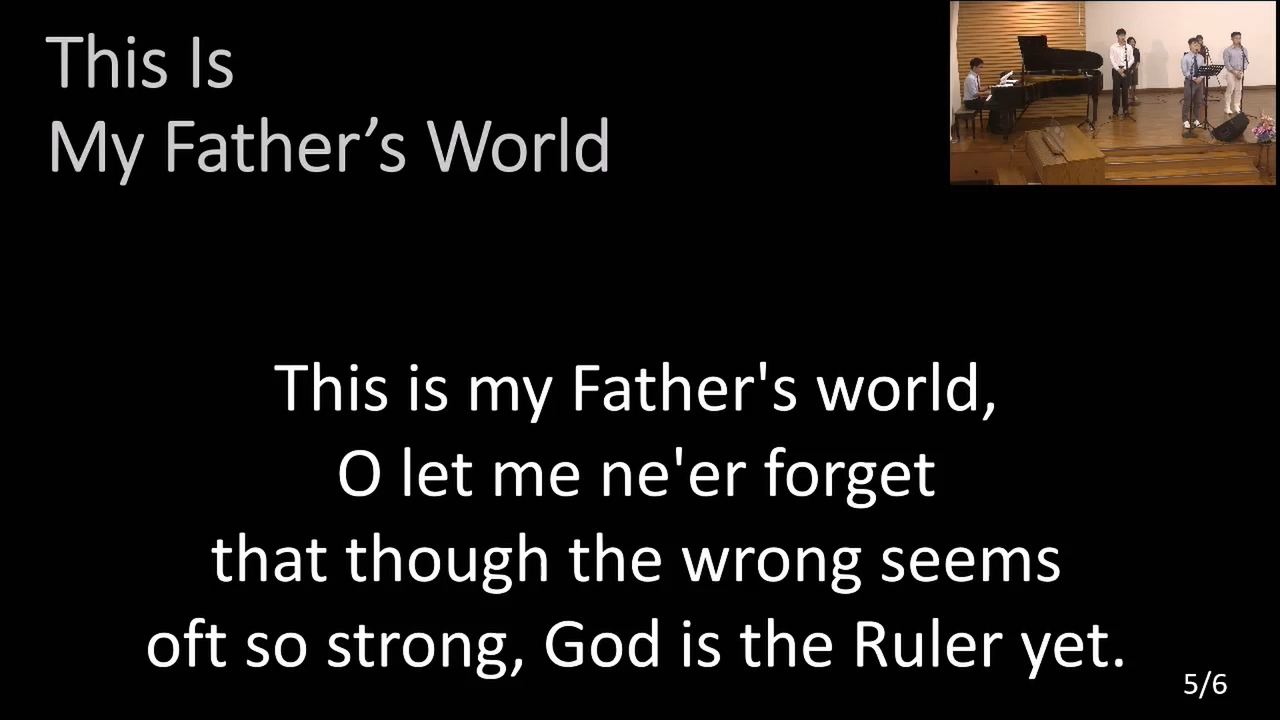 This Is
My Father’s World
This is my Father's world,
O let me ne'er forget
that though the wrong seems
oft so strong, God is the Ruler yet.
5/6